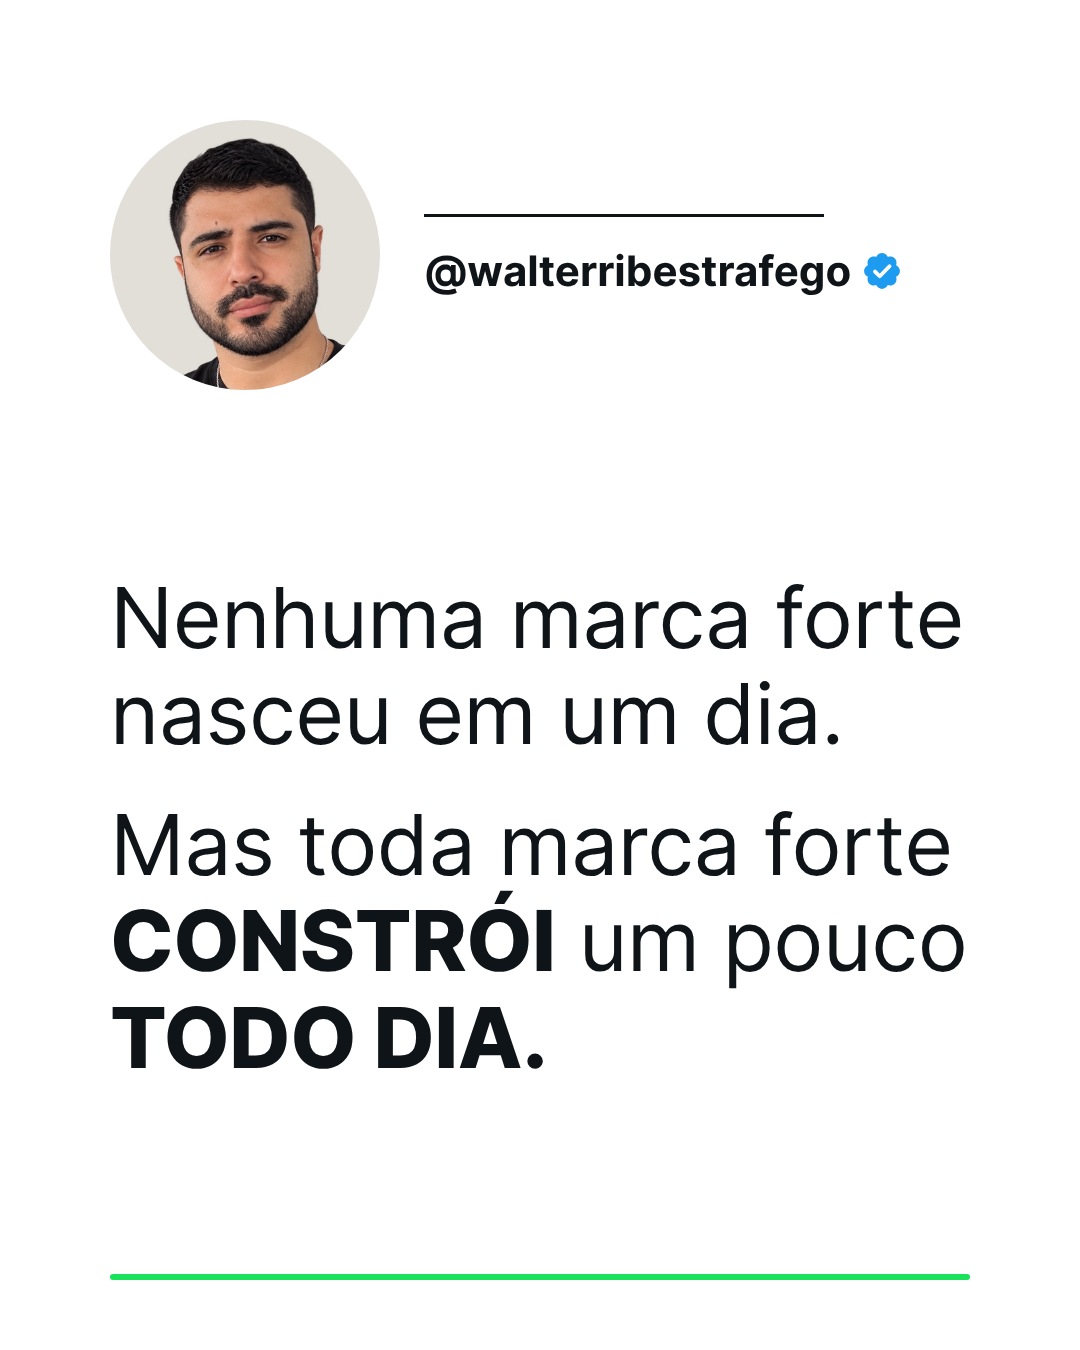 @walterribestrafego
Nenhuma marca forte
nasceu em um dia.
Mas toda marca forte
CONSTRÓI um pouco
TODO DIA.